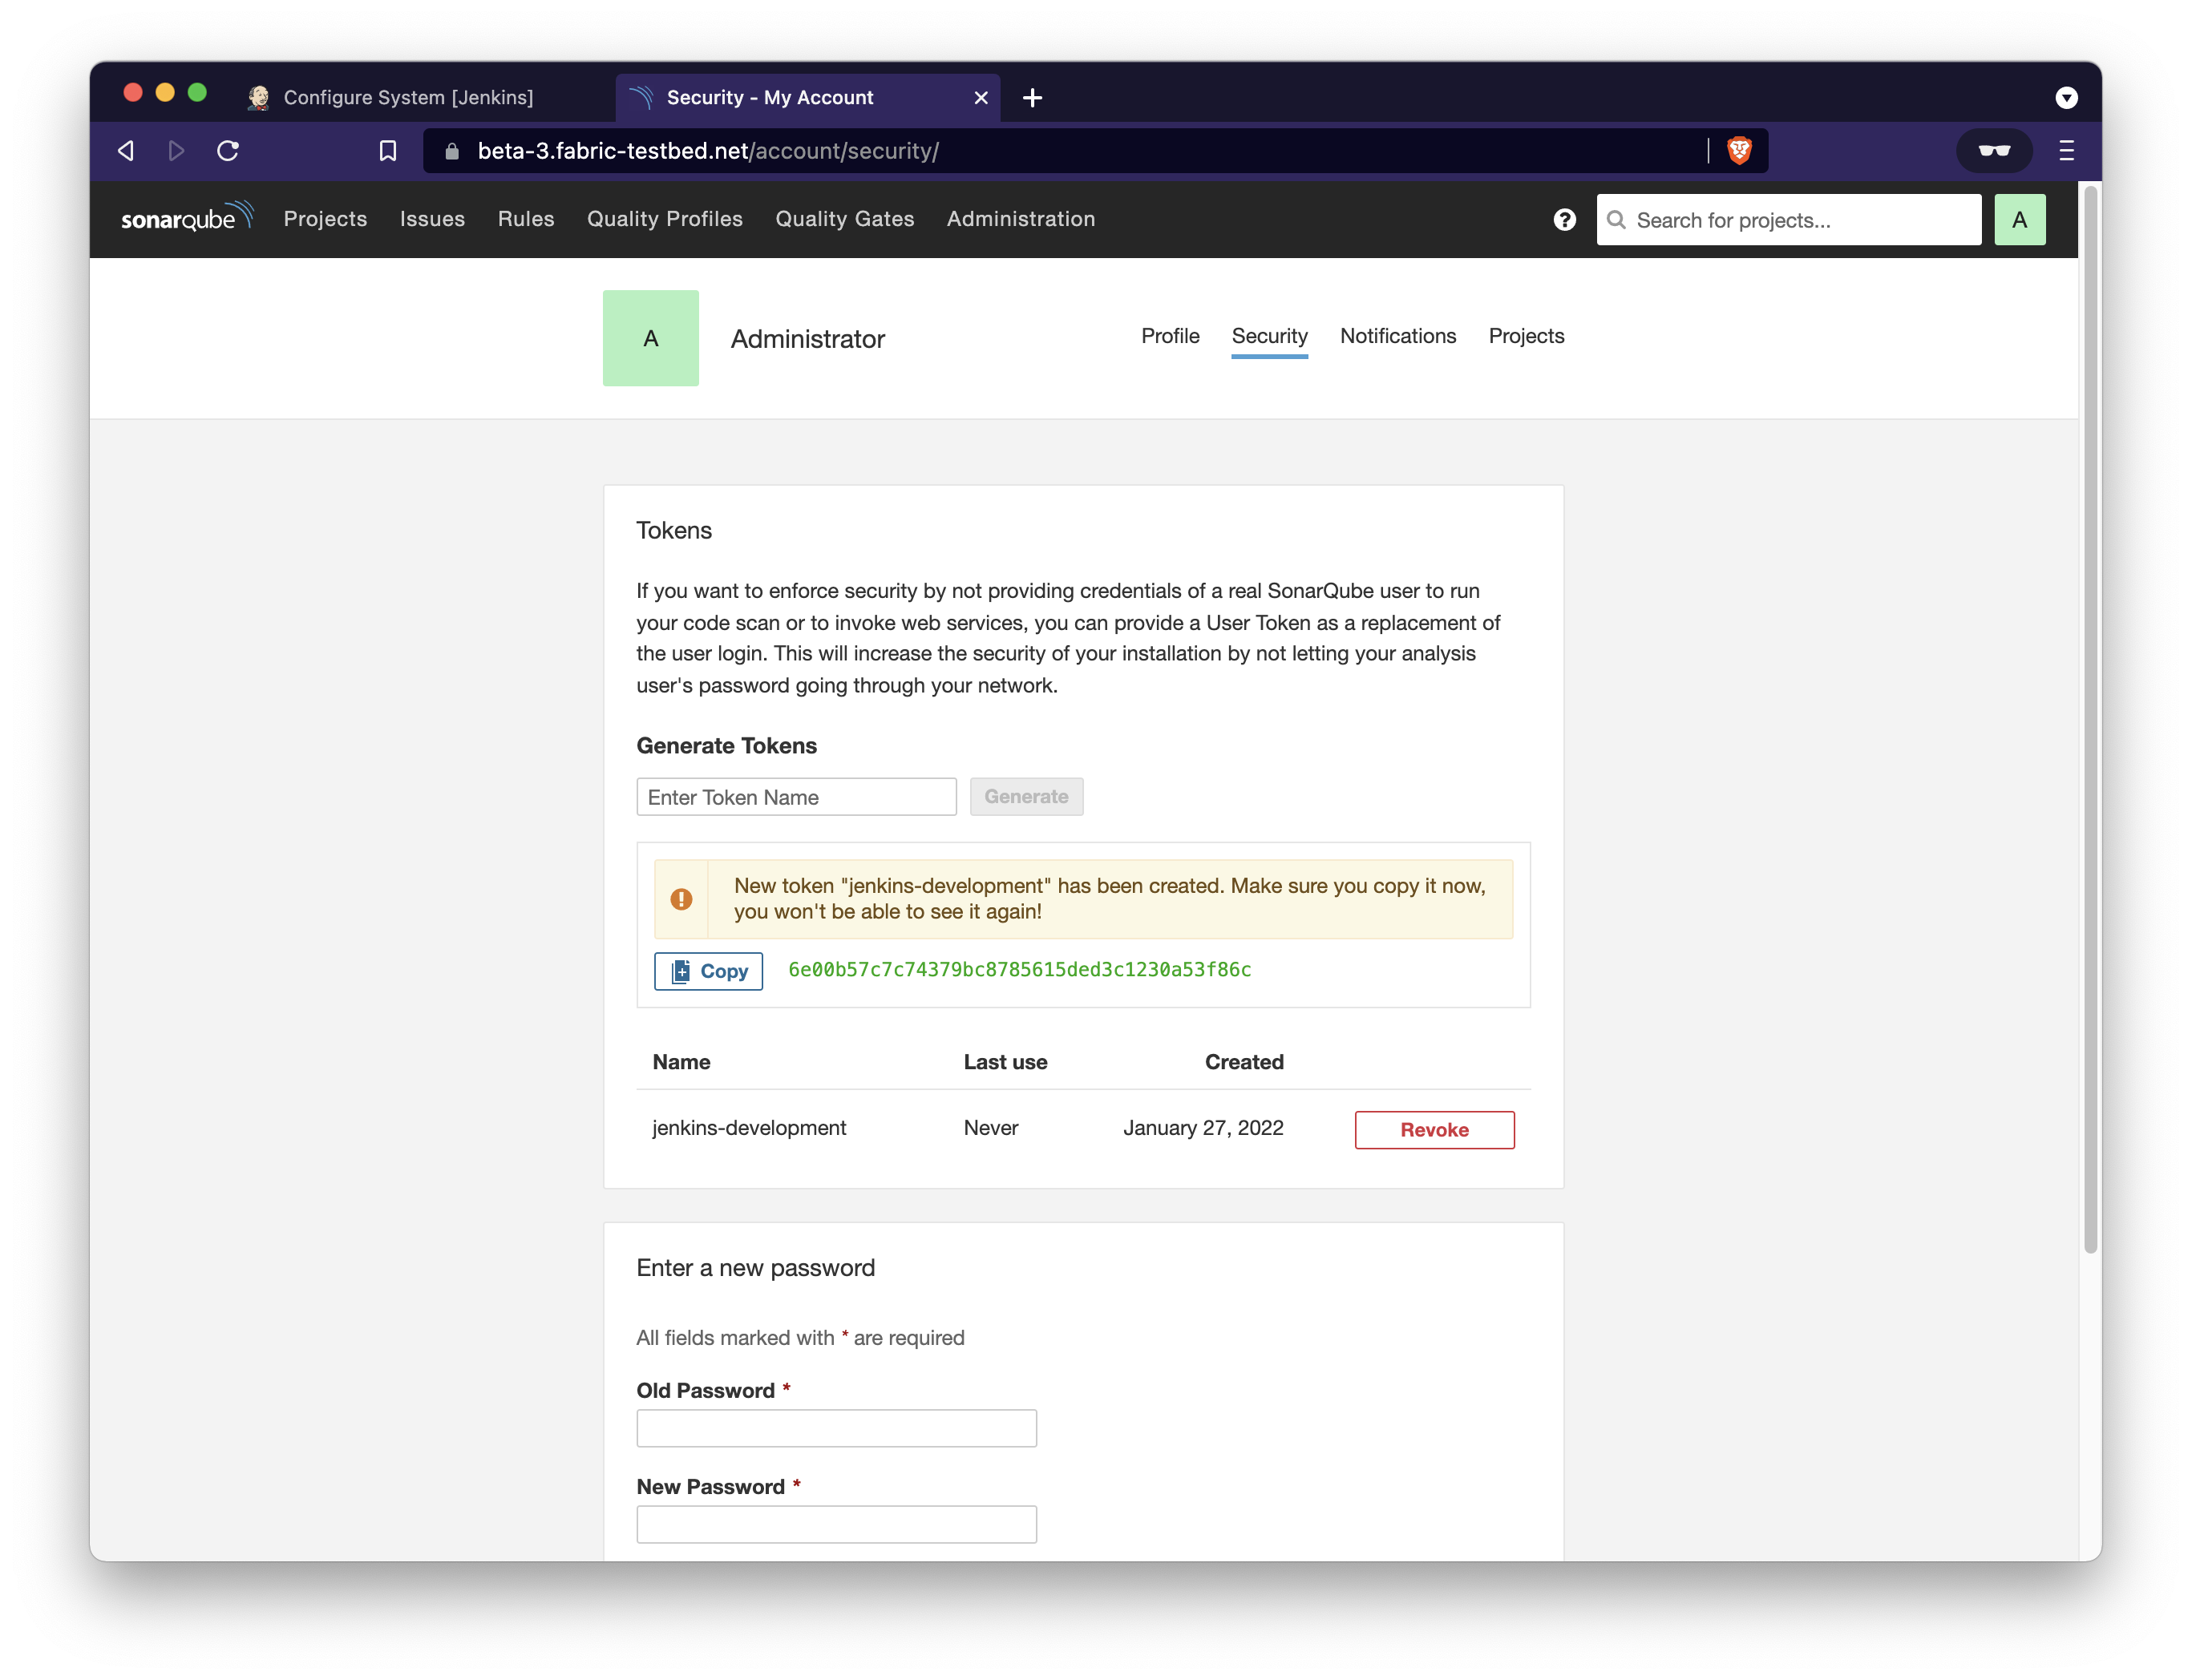 Configure System [Jenkins]
Security - My Account
beta-3.fabric-testbed.net/account/security/
sonarqube
Projects
Issues
Rules
Quality Profiles
Quality Gates
Administration
?
Search for projects...
A
A
Administrator
Profile
Security
Notifications
Projects
Tokens
If you want to enforce security by not providing credentials of a real SonarQube user to run
your code scan or to invoke web services, you can provide a User Token as a replacement of
the user login. This will increase the security of your installation by not letting your analysis
user's password going through your network.
Generate Tokens
Enter Token Name
Generate
New token "jenkins-development" has been created. Make sure you copy it now,
you won't be able to see it again!
Copy
6e00b57c7c74379bc8785615ded3c1230a53f86c
Name Last use Created
jenkins-development Never January 27, 2022 Revoke
Enter a new password
All fields marked with * are required
Old Password *
New Password *